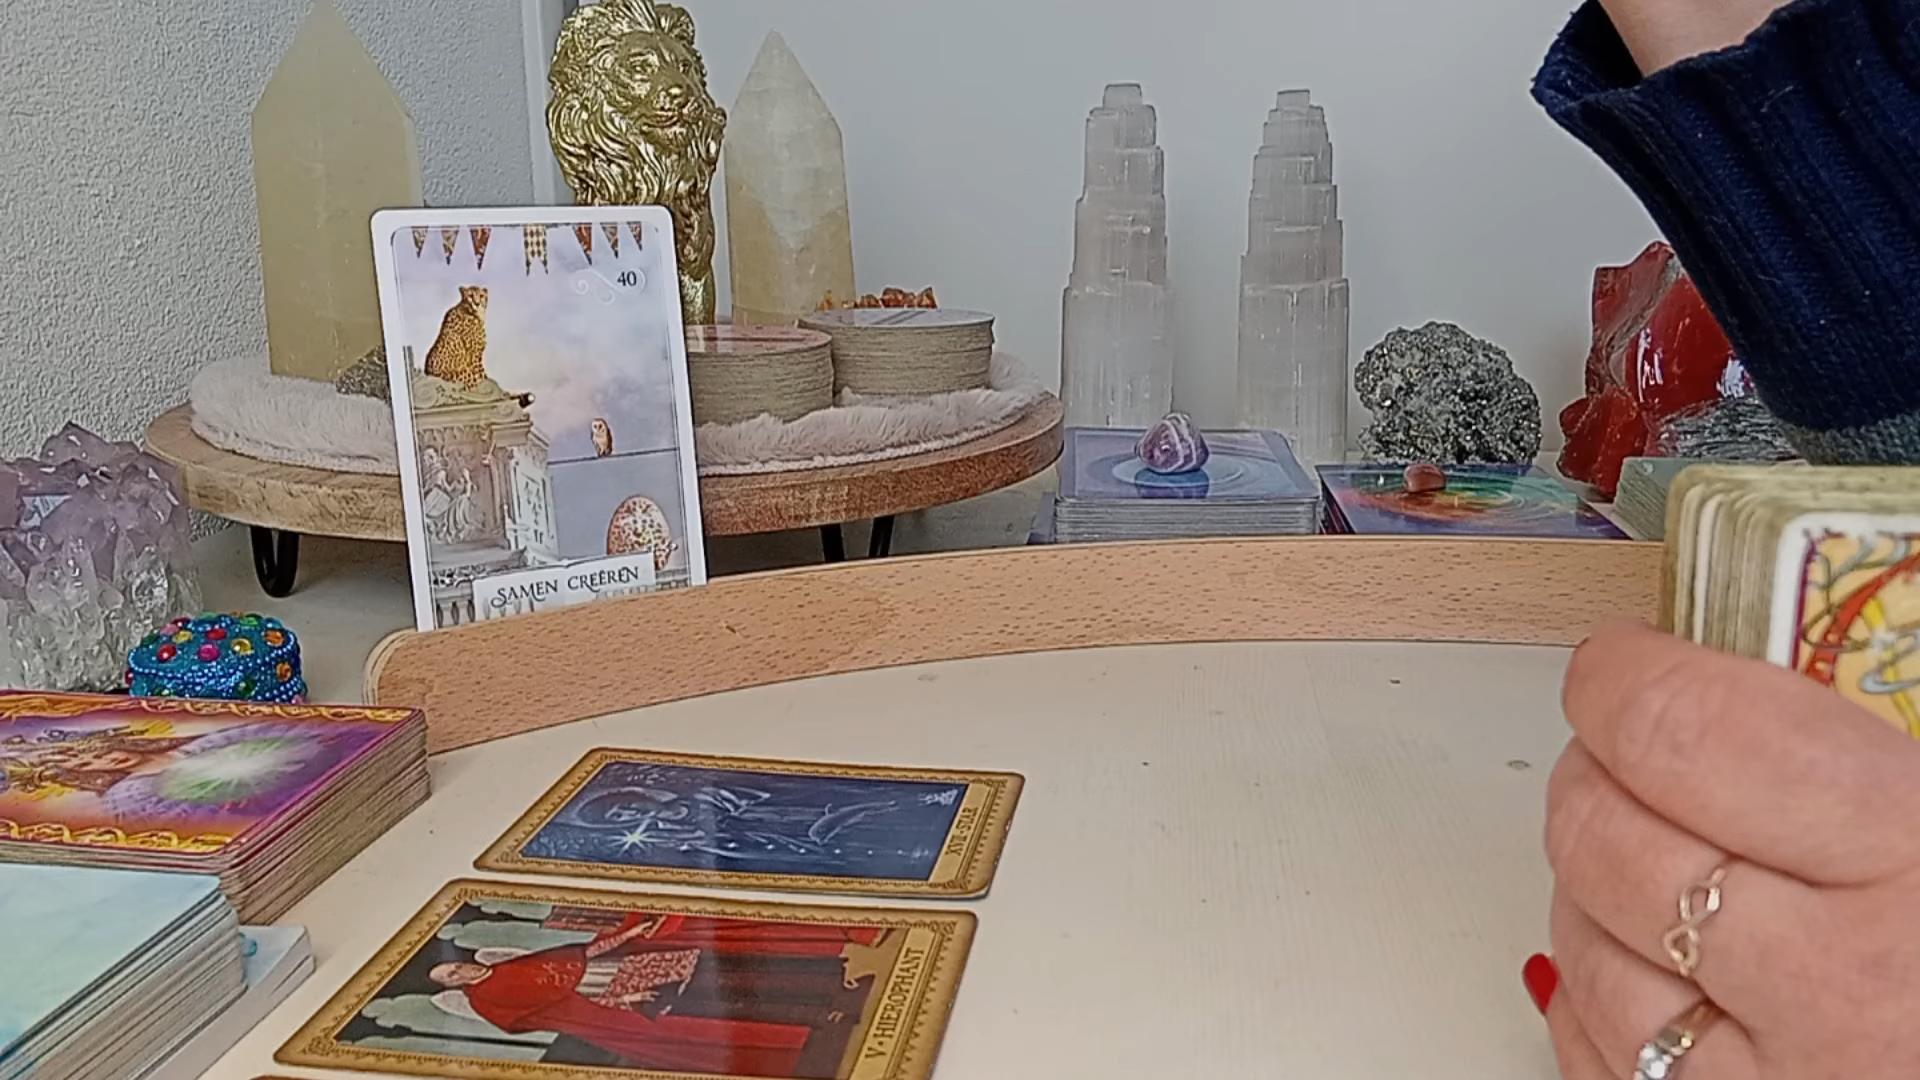 40
SAMEN CREËREN
XVII • STAR
V • HIEROPHANT